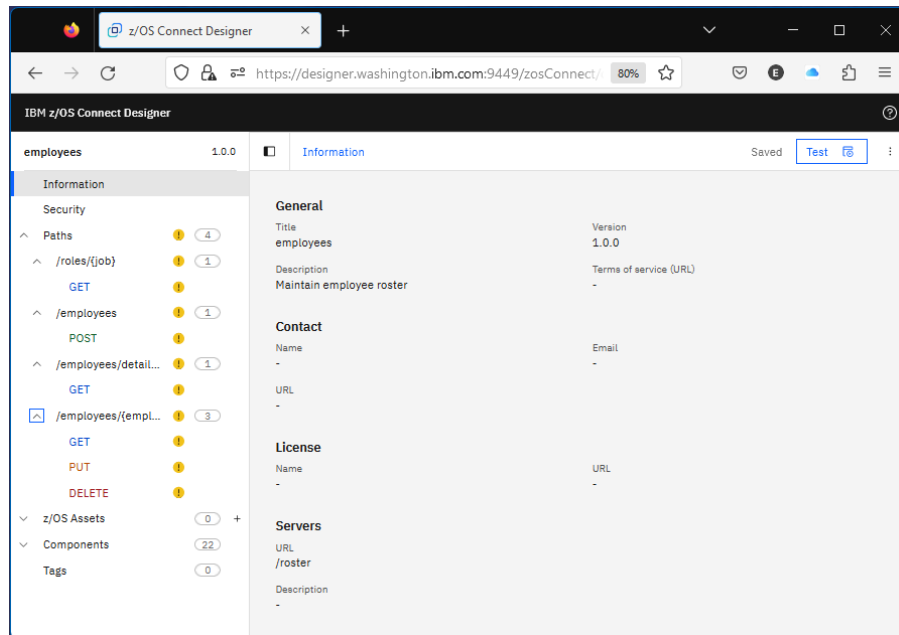 z/OS Connect Designer
https://designer.washington.ibm.com:9449/zosConnect/ 80% E
IBM z/OS Connect Designer
employees 1.0.0 Information Saved Test
Information
Security
Paths 4
/roles/{job} 1
GET
/employees 1
POST
/employees/detail... 1
GET
/employees/{empl... 3
GET
PUT
DELETE
z/OS Assets 0 +
Components 22
Tags 0
General
Title Version
employees 1.0.0
Description Terms of service (URL)
Maintain employee roster -
Contact
Name Email
- -
URL
-
License
Name URL
- -
Servers
URL
/roster
Description
-